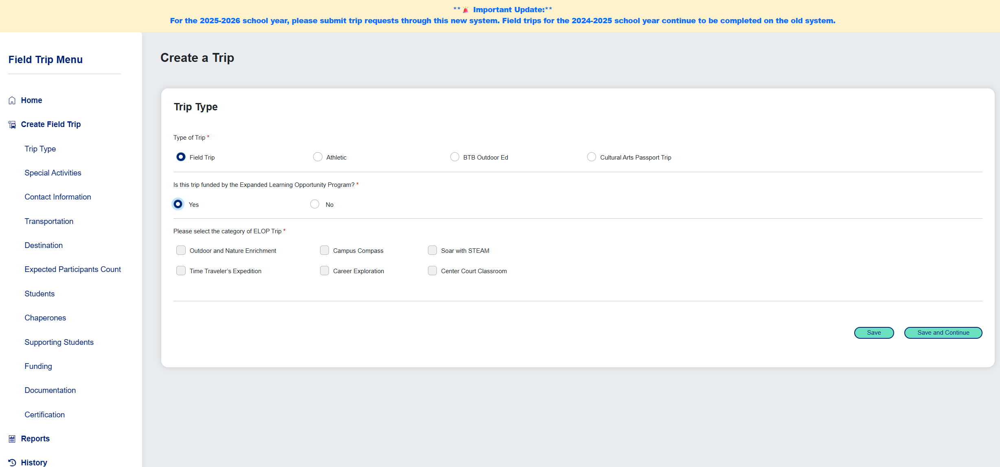 **🚨 Important Update:**
For the 2025-2026 school year, please submit trip requests through this new system. Field trips for the 2024-2025 school year continue to be completed on the old system.
Field Trip Menu
Home
Create Field Trip
Trip Type
Special Activities
Contact Information
Transportation
Destination
Expected Participants Count
Students
Chaperones
Supporting Students
Funding
Documentation
Certification
Reports
History
Create a Trip
Trip Type
Type of Trip *
Field Trip Athletic BTB Outdoor Ed Cultural Arts Passport Trip
Is this trip funded by the Expanded Learning Opportunity Program? *
Yes No
Please select the category of ELOP Trip *
Outdoor and Nature Enrichment Campus Compass Soar with STEAM
Time Traveler's Expedition Career Exploration Center Court Classroom
Save Save and Continue